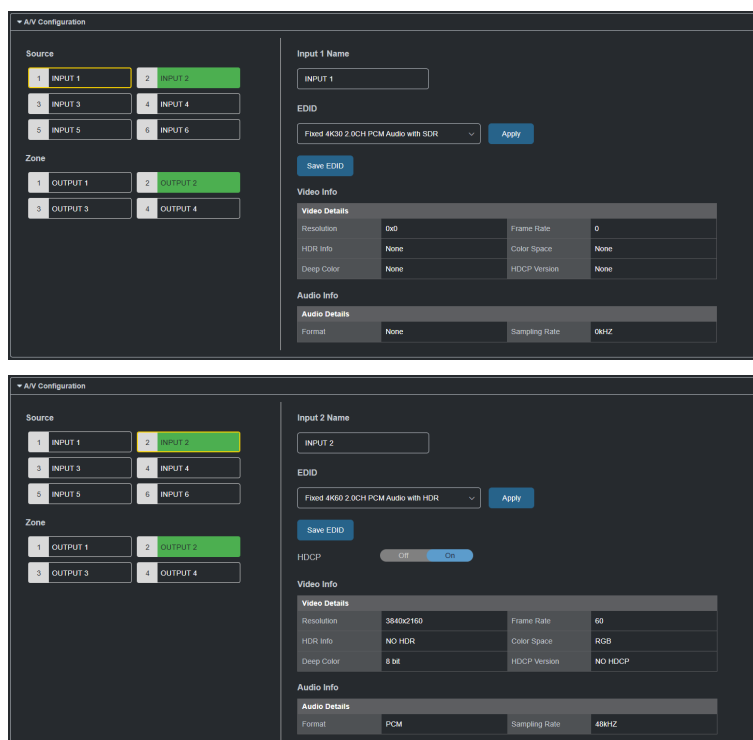 A/V Configuration
Source
1 INPUT 1 2 INPUT 2
3 INPUT 3 4 INPUT 4
5 INPUT 5 6 INPUT 6
Zone
1 OUTPUT 1 2 OUTPUT 2
3 OUTPUT 3 4 OUTPUT 4
Input 1 Name
INPUT 1
EDID
Fixed 4K30 2.0CH PCM Audio with SDR Apply
Save EDID
Video Info
Video Details
Resolution 0x0 Frame Rate 0
HDR Info None Color Space None
Deep Color None HDCP Version None
Audio Info
Audio Details
Format None Sampling Rate 0kHZ
A/V Configuration
Source
1 INPUT 1 2 INPUT 2
3 INPUT 3 4 INPUT 4
5 INPUT 5 6 INPUT 6
Zone
1 OUTPUT 1 2 OUTPUT 2
3 OUTPUT 3 4 OUTPUT 4
Input 2 Name
INPUT 2
EDID
Fixed 4K60 2.0CH PCM Audio with HDR Apply
Save EDID
HDCP Off On
Video Info
Video Details
Resolution 3840x2160 Frame Rate 60
HDR Info NO HDR Color Space RGB
Deep Color 8 bit HDCP Version NO HDCP
Audio Info
Audio Details
Format PCM Sampling Rate 48kHZ